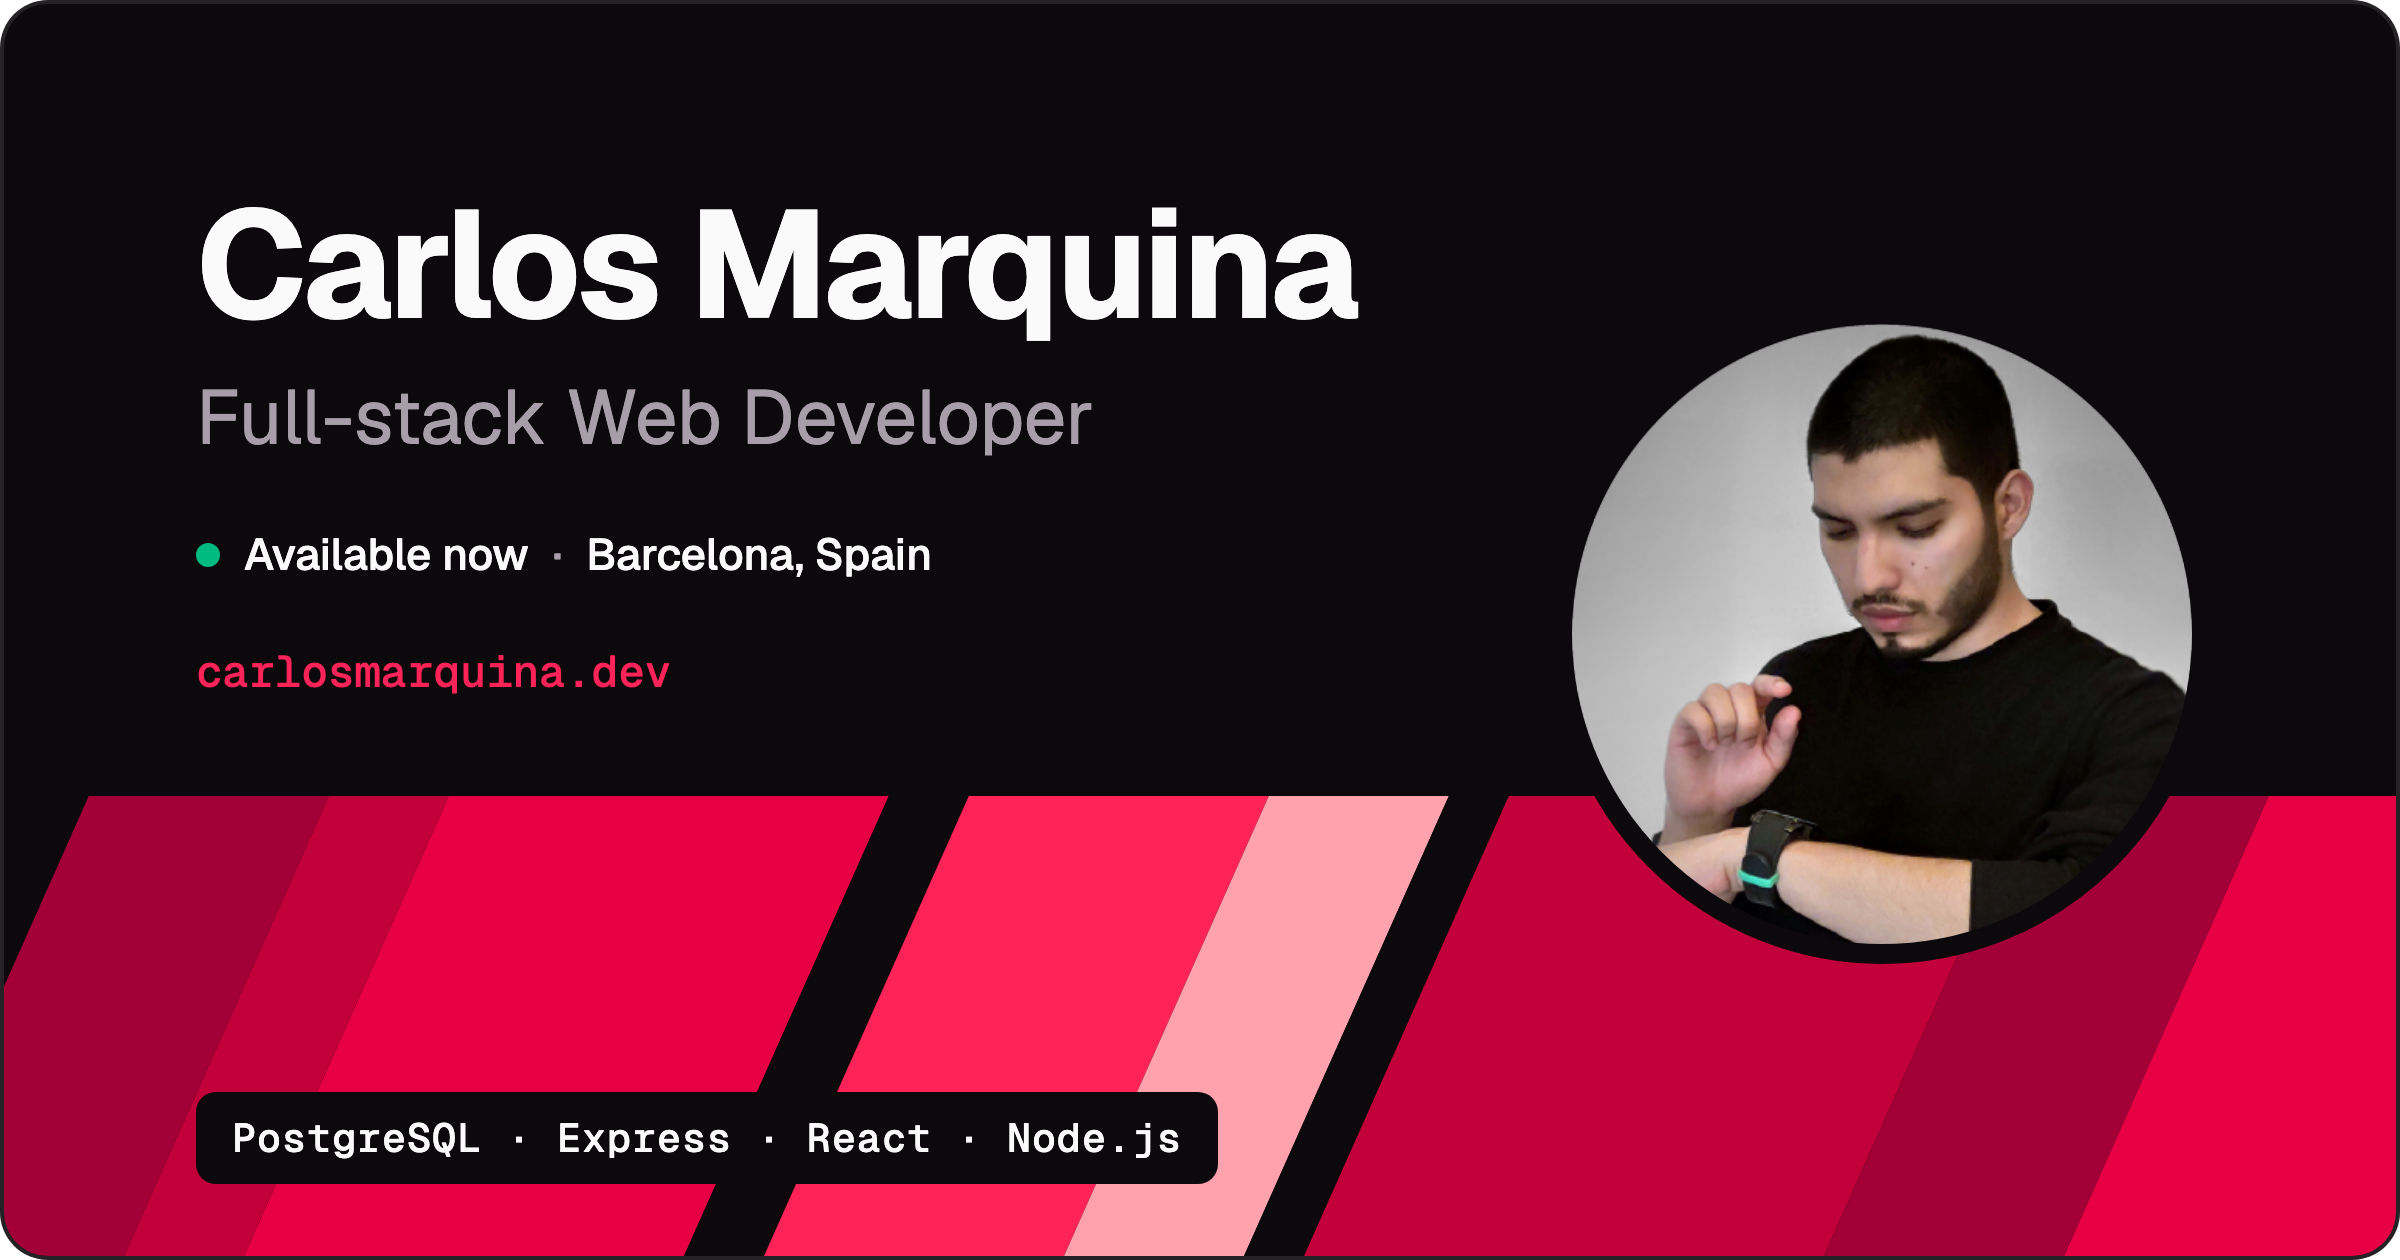 Carlos Marquina
Full-stack Web Developer
Available now · Barcelona, Spain
carlosmarquina.dev
PostgreSQL · Express · React · Node.js